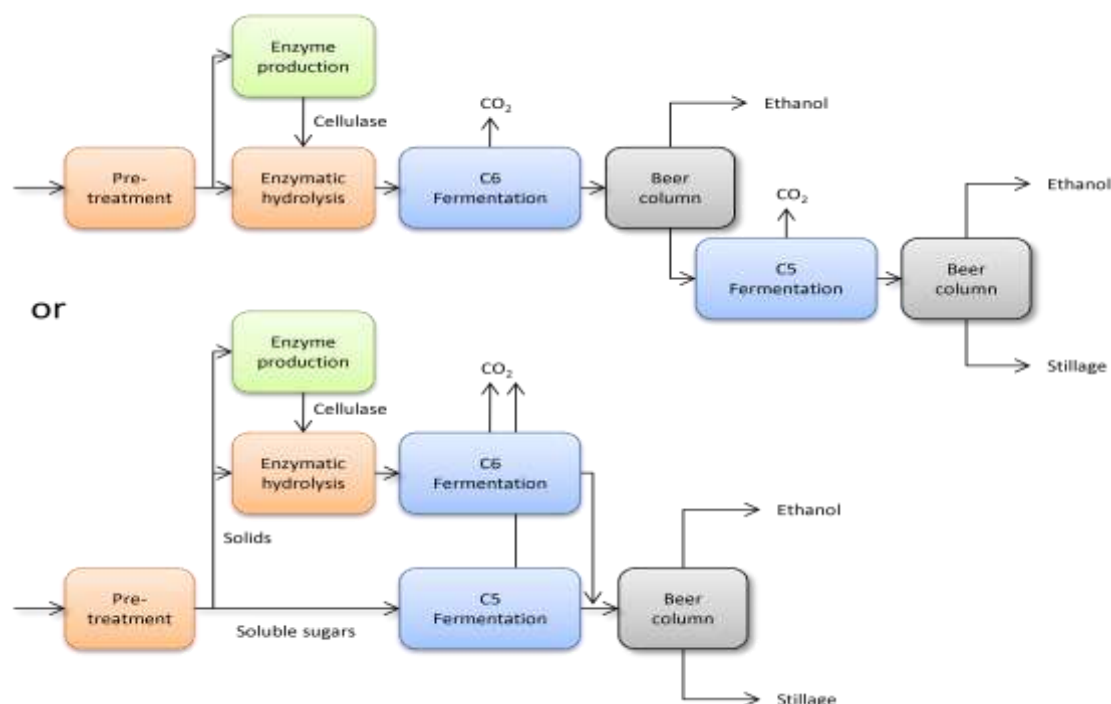 Enzyme
production
CO2
Ethanol
Cellulase
Pre-
treatment
Enzymatic
hydrolysis
C6
Fermentation
Beer
column
Ethanol
CO2
C5
Fermentation
Beer
column
or
Enzyme
production
Stillage
CO2
Cellulase
Enzymatic
hydrolysis
C6
Fermentation
Ethanol
Solids
Pre-
treatment
C5
Fermentation
Beer
column
Soluble sugars
Stillage